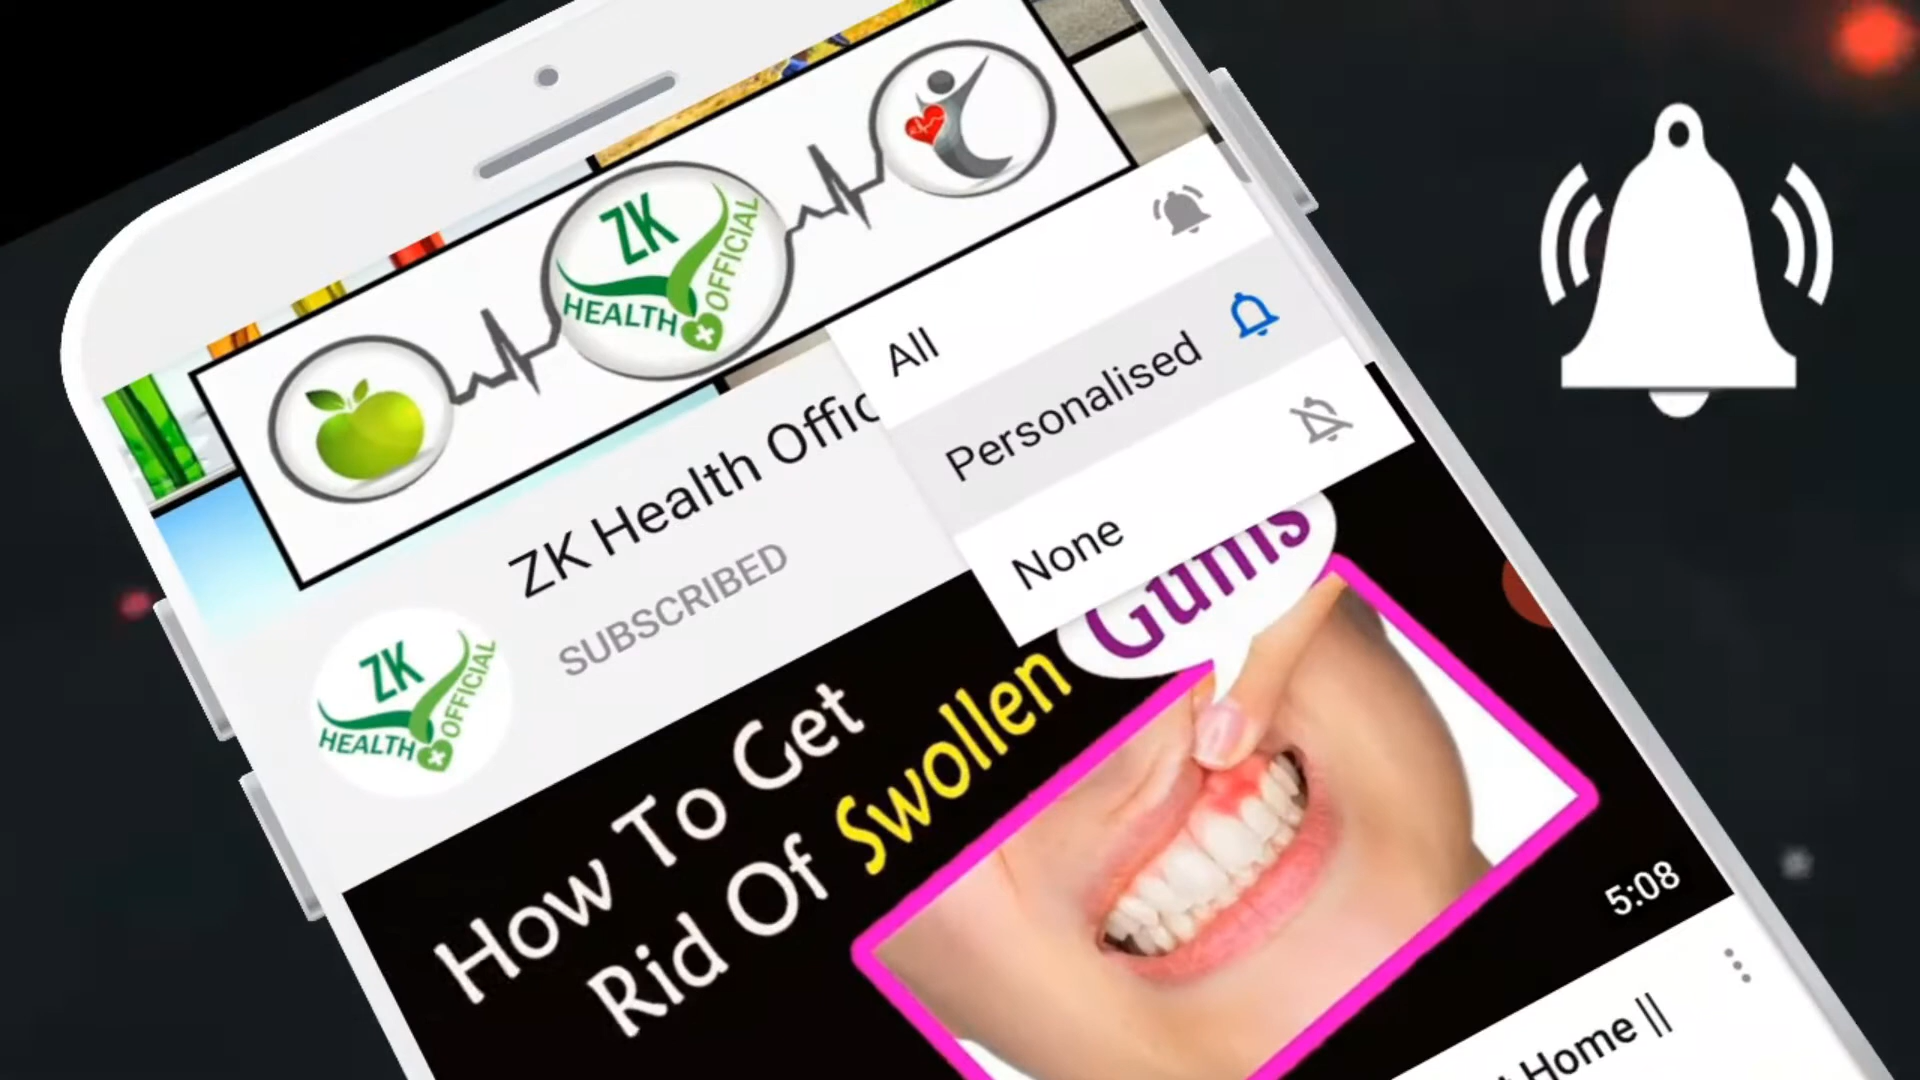 ZK
HEALTH OFFICIAL
All
Personalised
None
ZK Health Offic
SUBSCRIBED
ZK
HEALTH OFFICIAL
How To Get
Rid Of Swollen Gums
5:08
Home ||